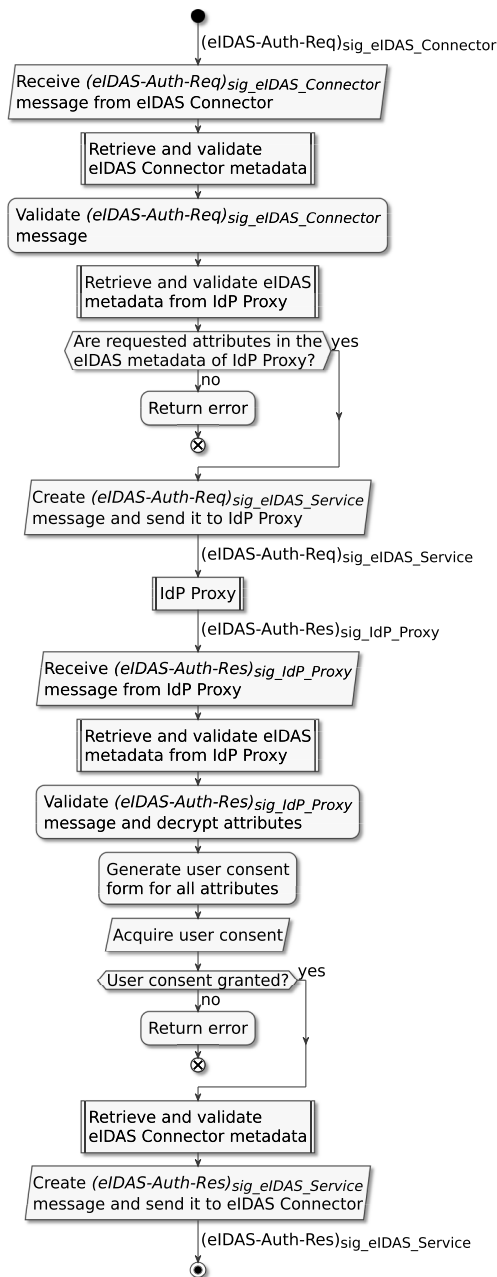 (eIDAS-Auth-Req)sig_eIDAS_Connector
Receive (eIDAS-Auth-Req)sig_eIDAS_Connector
message from eIDAS Connector
Retrieve and validate
eIDAS Connector metadata
Validate (eIDAS-Auth-Req)sig_eIDAS_Connector
message
Retrieve and validate eIDAS
metadata from IdP Proxy
Are requested attributes in the
eIDAS metadata of IdP Proxy?
yes
no
Return error
Create (eIDAS-Auth-Req)sig_eIDAS_Service
message and send it to IdP Proxy
(eIDAS-Auth-Req)sig_eIDAS_Service
IdP Proxy
(eIDAS-Auth-Res)sig_IdP_Proxy
Receive (eIDAS-Auth-Res)sig_IdP_Proxy
message from IdP Proxy
Retrieve and validate eIDAS
metadata from IdP Proxy
Validate (eIDAS-Auth-Res)sig_IdP_Proxy
message and decrypt attributes
Generate user consent
form for all attributes
Acquire user consent
User consent granted?
yes
no
Return error
Retrieve and validate
eIDAS Connector metadata
Create (eIDAS-Auth-Res)sig_eIDAS_Service
message and send it to eIDAS Connector
(eIDAS-Auth-Res)sig_eIDAS_Service